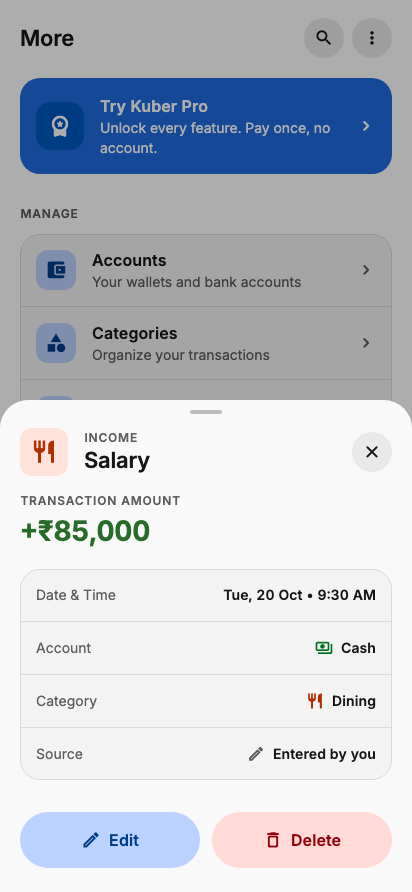 More
Try Kuber Pro
Unlock every feature. Pay once, no
account.
MANAGE
Accounts
Your wallets and bank accounts
Categories
Organize your transactions
INCOME
Salary
TRANSACTION AMOUNT
+₹85,000
Date & Time
Tue, 20 Oct • 9:30 AM
Account
Cash
Category
Dining
Source
Entered by you
Edit
Delete